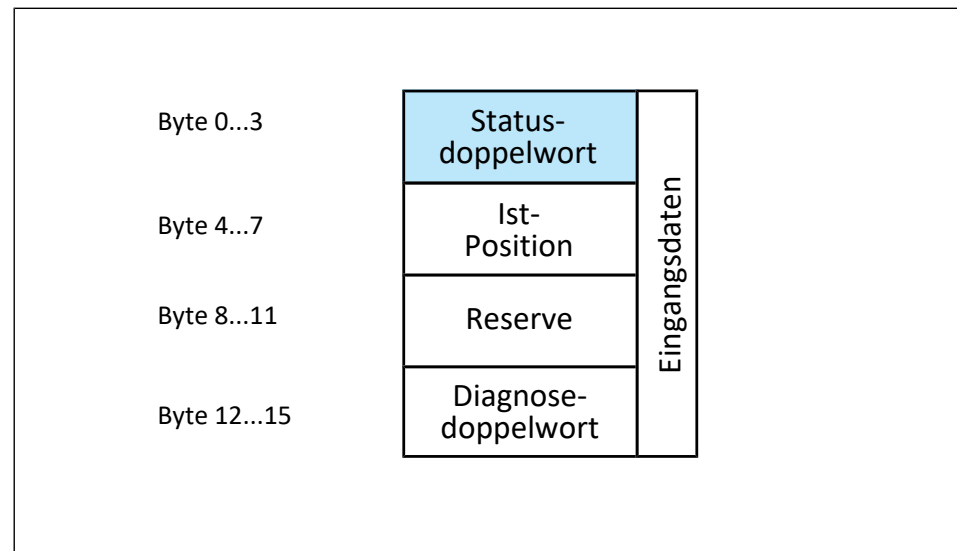 Byte 0...3
Status-
doppelwort
Byte 4...7
Ist-
Position
Byte 8...11
Reserve
Byte 12...15
Diagnose-
doppelwort
Eingangsdaten